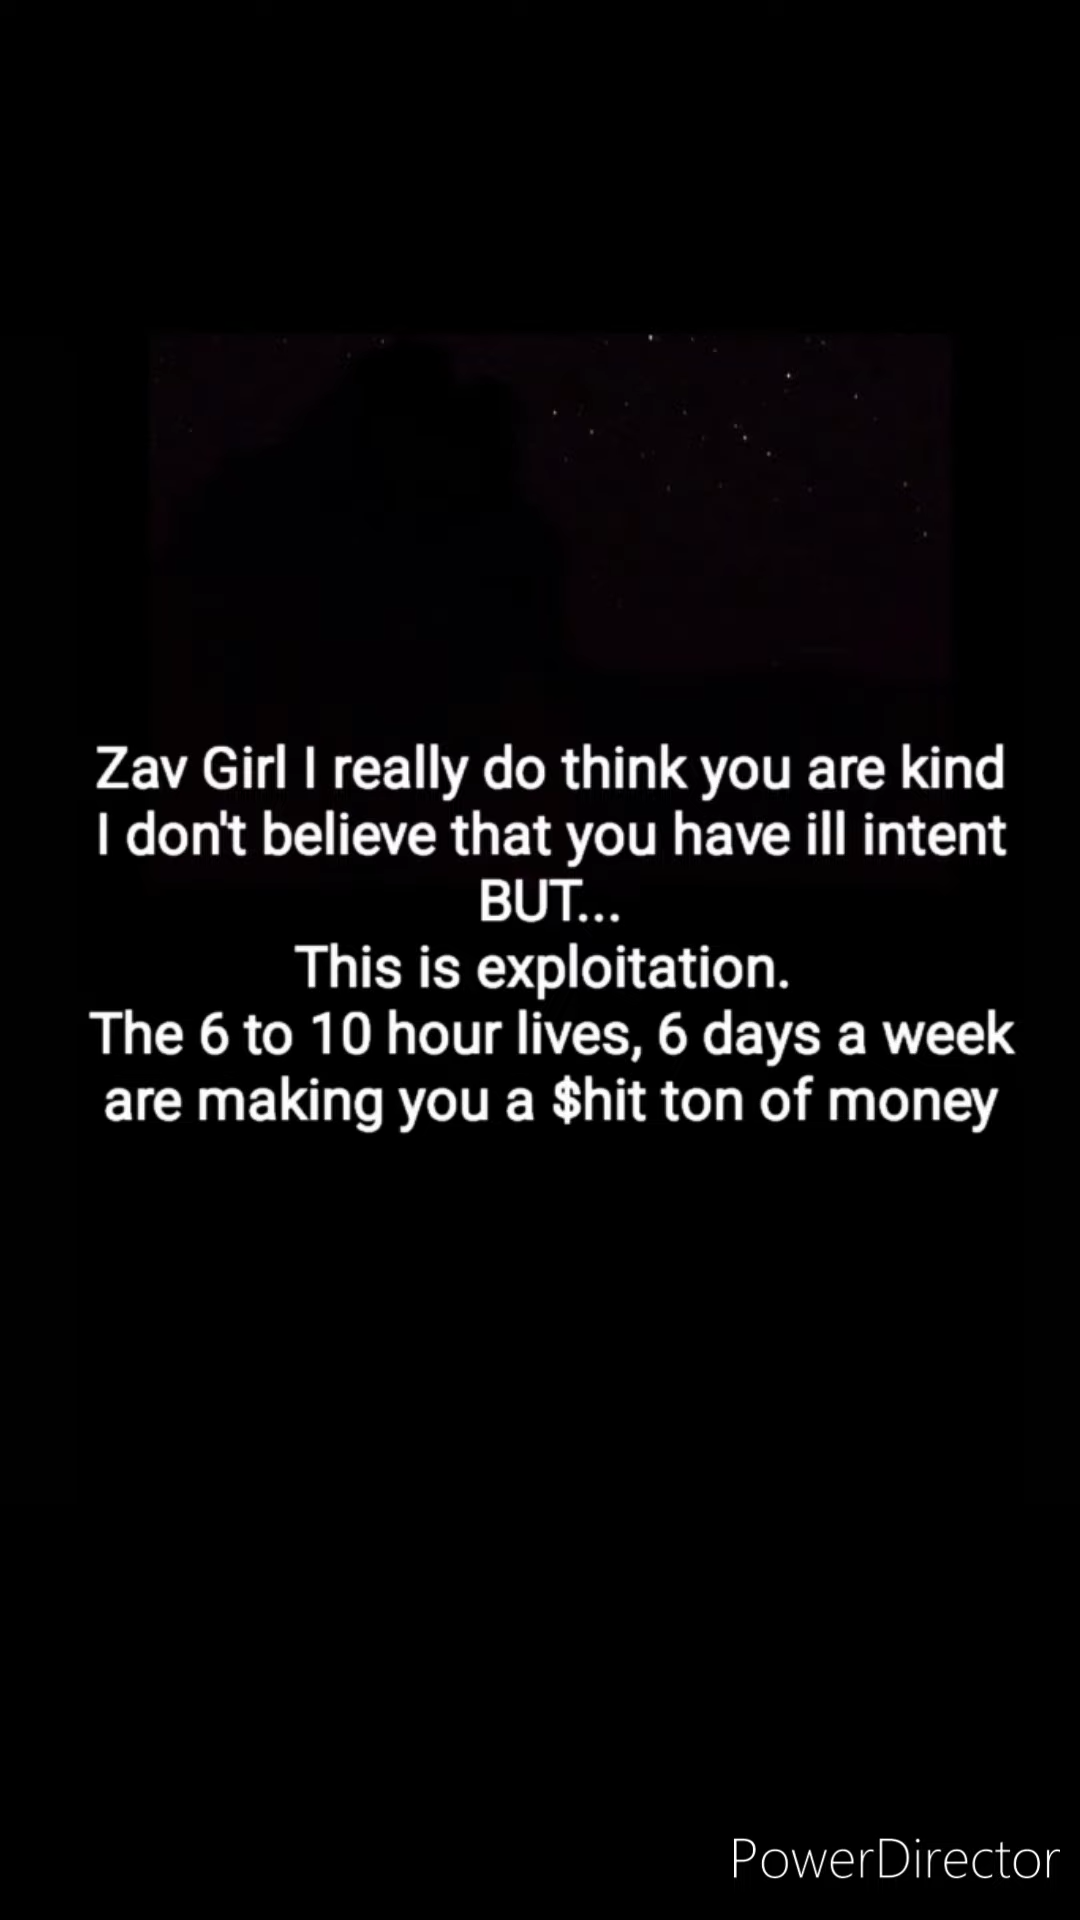 Zav Girl I really do think you are kind
I don't believe that you have ill intent
BUT...
This is exploitation.
The 6 to 10 hour lives, 6 days a week
are making you a $hit ton of money
PowerDirector